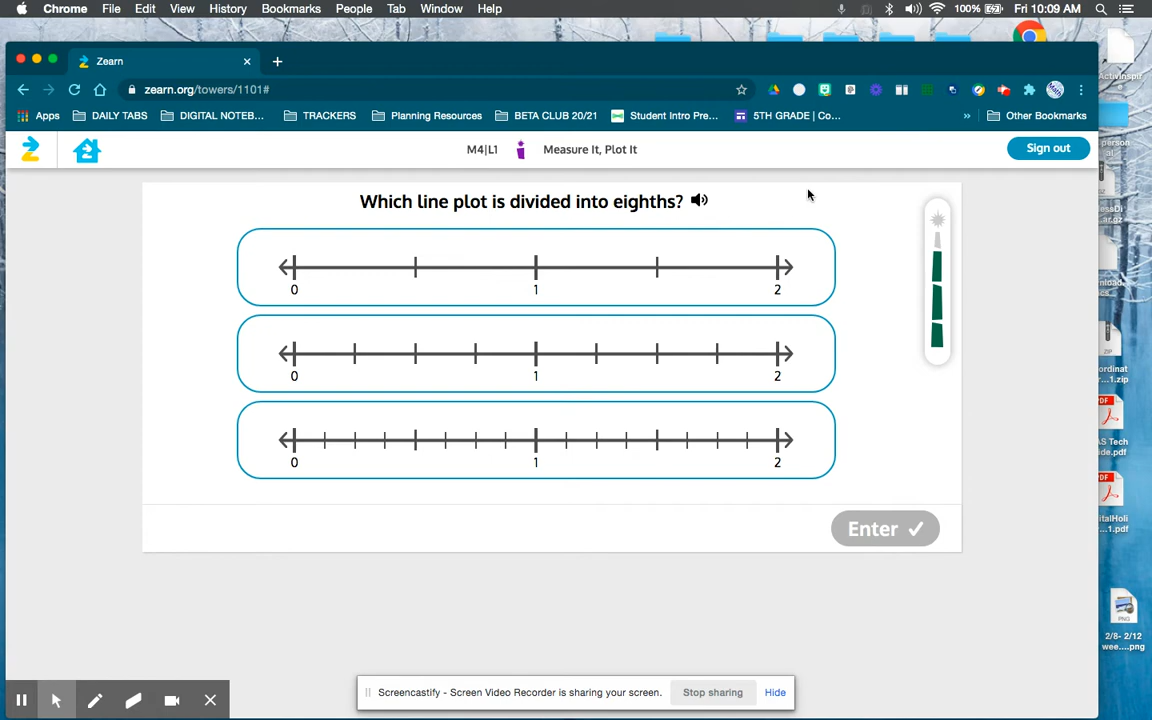 Chrome File Edit View History Bookmarks People Tab Window Help 100% Fri 10:09 AM
Zearn
zearn.org/towers/1101#
Apps DAILY TABS DIGITAL NOTEB... TRACKERS Planning Resources BETA CLUB 20/21 Student Intro Pre... 5TH GRADE | Co... » Other Bookmarks
M4|L1 Measure It, Plot It Sign out
Which line plot is divided into eighths?
0 1 2
0 1 2
0 1 2
Enter
Screencastify - Screen Video Recorder is sharing your screen. Stop sharing Hide
ActivInspir
PDF
PDF
2/8- 2/12
wee....png